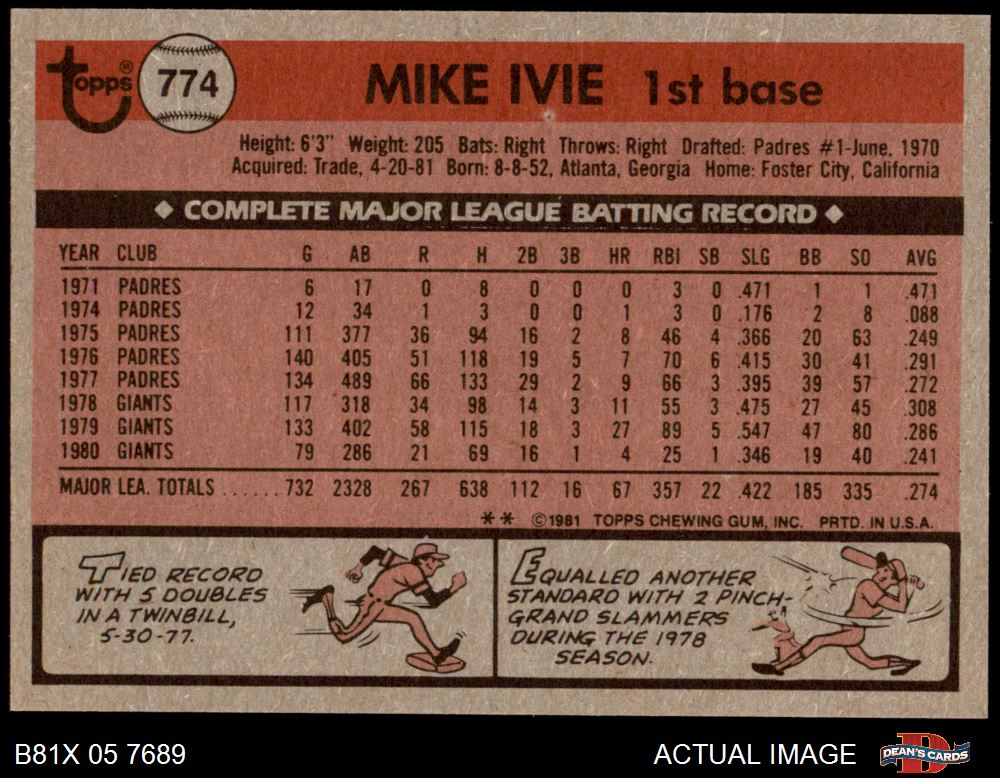 topps® 774 MIKE IVIE 1st base
Height: 6'3" Weight: 205 Bats: Right Throws: Right Drafted: Padres #1-June, 1970
Acquired: Trade, 4-20-81 Born: 8-8-52, Atlanta, Georgia Home: Foster City, California
◆ COMPLETE MAJOR LEAGUE BATTING RECORD ◆
YEAR CLUB G AB R H 2B 3B HR RBI SB SLG BB SO AVG
1971 PADRES 6 17 0 8 0 0 0 3 0 .471 1 1 .471
1974 PADRES 12 34 1 3 0 0 1 3 0 .176 2 8 .088
1975 PADRES 111 377 36 94 16 2 8 46 4 .366 20 63 .249
1976 PADRES 140 405 51 118 19 5 7 70 6 .415 30 41 .291
1977 PADRES 134 489 66 133 29 2 9 66 3 .395 39 57 .272
1978 GIANTS 117 318 34 98 14 3 11 55 3 .475 27 45 .308
1979 GIANTS 133 402 58 115 18 3 27 89 5 .547 47 80 .286
1980 GIANTS 79 286 21 69 16 1 4 25 1 .346 19 40 .241
MAJOR LEA. TOTALS ...... 732 2328 267 638 112 16 67 357 22 .422 185 335 .274
** ©1981 TOPPS CHEWING GUM, INC. PRTD. IN U.S.A.
TIED RECORD
WITH 5 DOUBLES
IN A TWINBILL,
5-30-77.
EQUALLED ANOTHER
STANDARD WITH 2 PINCH-
GRAND SLAMMERS
DURING THE 1978
SEASON.
B81X 05 7689 ACTUAL IMAGE DEAN'S CARDS